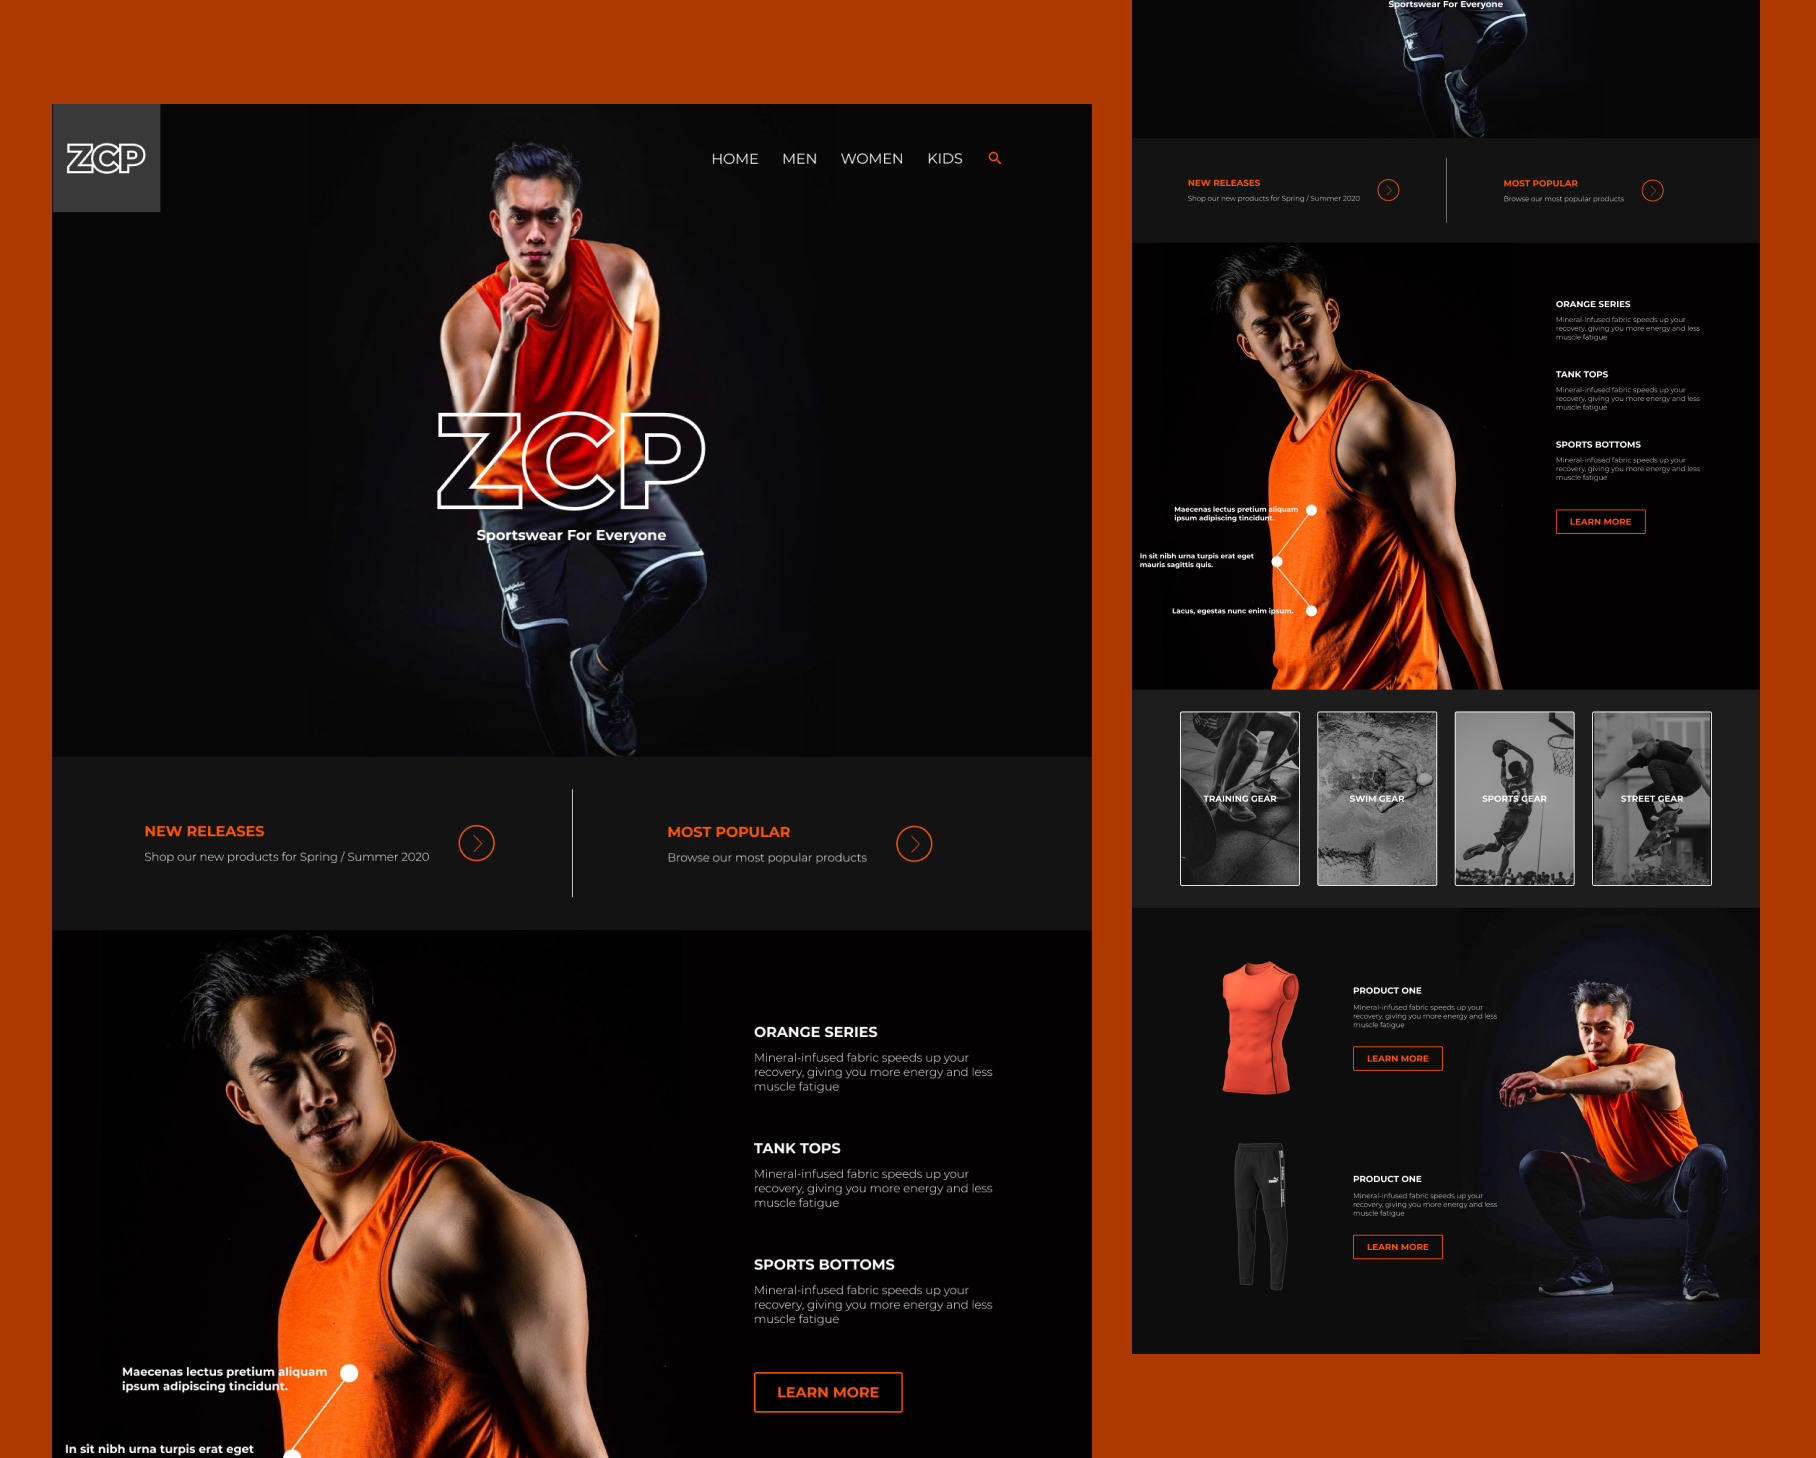 ZCP
HOME MEN WOMEN KIDS
ZCP
Sportswear For Everyone
NEW RELEASES
Shop our new products for Spring / Summer 2020
MOST POPULAR
Browse our most popular products
ORANGE SERIES
Mineral-infused fabric speeds up your
recovery, giving you more energy and less
muscle fatigue
TANK TOPS
Mineral-infused fabric speeds up your
recovery, giving you more energy and less
muscle fatigue
SPORTS BOTTOMS
Mineral-infused fabric speeds up your
recovery, giving you more energy and less
muscle fatigue
LEARN MORE
Maecenas lectus pretium aliquam
ipsum adipiscing tincidunt.
In sit nibh urna turpis erat eget
Sportswear For Everyone
NEW RELEASES
Shop our new products for Spring / Summer 2020
MOST POPULAR
Browse our most popular products
ORANGE SERIES
Mineral-infused fabric speeds up your
recovery, giving you more energy and less
muscle fatigue
TANK TOPS
Mineral-infused fabric speeds up your
recovery, giving you more energy and less
muscle fatigue
SPORTS BOTTOMS
Mineral-infused fabric speeds up your
recovery, giving you more energy and less
muscle fatigue
LEARN MORE
Maecenas lectus pretium aliquam
ipsum adipiscing tincidunt.
In sit nibh urna turpis erat eget
mauris sagittis quis.
Lacus, egestas nunc enim ipsum.
TRAINING GEAR
SWIM GEAR
SPORTS GEAR
STREET GEAR
PRODUCT ONE
Mineral-infused fabric speeds up your
recovery, giving you more energy and less
muscle fatigue
LEARN MORE
PRODUCT ONE
Mineral-infused fabric speeds up your
recovery, giving you more energy and less
muscle fatigue
LEARN MORE